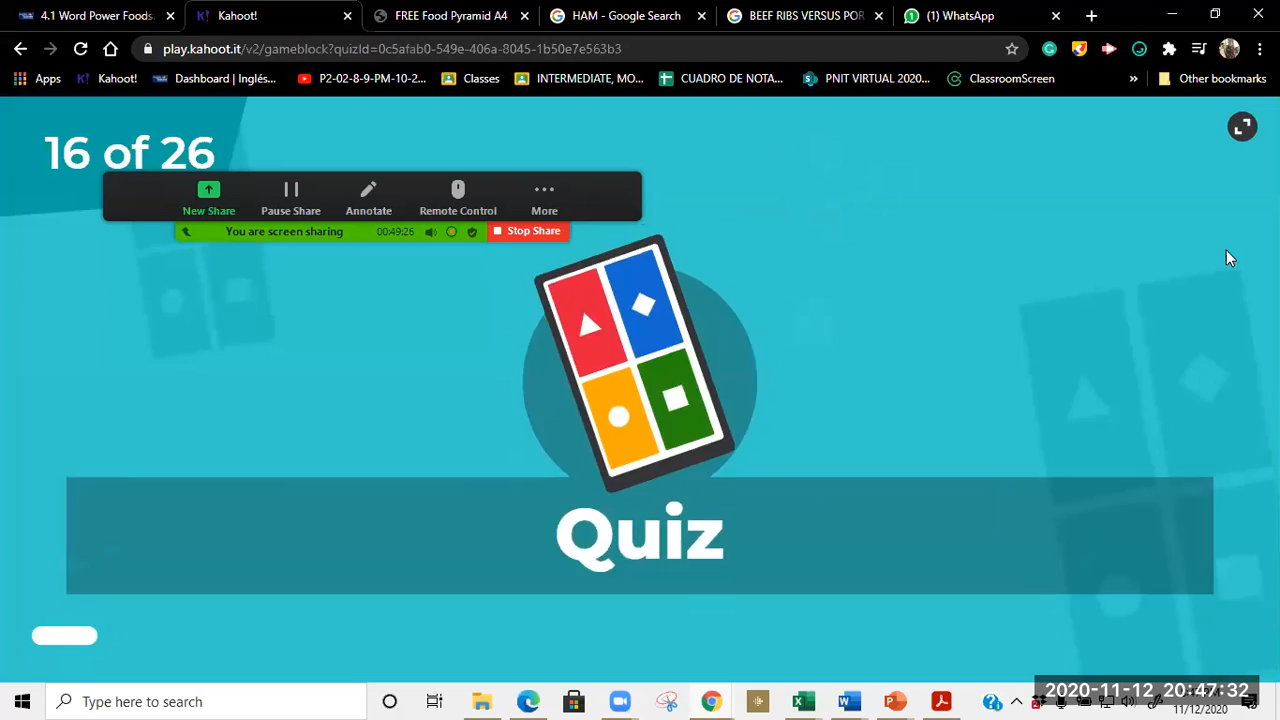 4.1 Word Power Foods.
Kahoot!
FREE Food Pyramid A4
HAM - Google Search
BEEF RIBS VERSUS POR
(1) WhatsApp
play.kahoot.it/v2/gameblock?quizId=0c5afab0-549e-406a-8045-1b50e7e563b3
Apps
Kahoot!
Dashboard | Inglés...
P2-02-8-9-PM-10-2...
Classes
INTERMEDIATE, MO...
CUADRO DE NOTA...
PNIT VIRTUAL 2020...
ClassroomScreen
»
Other bookmarks
16 of 26
New Share
Pause Share
Annotate
Remote Control
More
You are screen sharing
00:49:26
Stop Share
Quiz
Type here to search
2020-11-12 20:47:32
11/12/2020